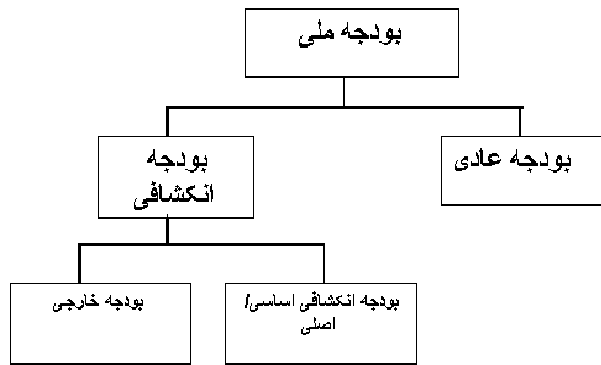 بودجه ملی
بودجه عادی
بودجه
انکشافی
بودجه انکشافی اساسی/
اصلی
بودجه خارجی